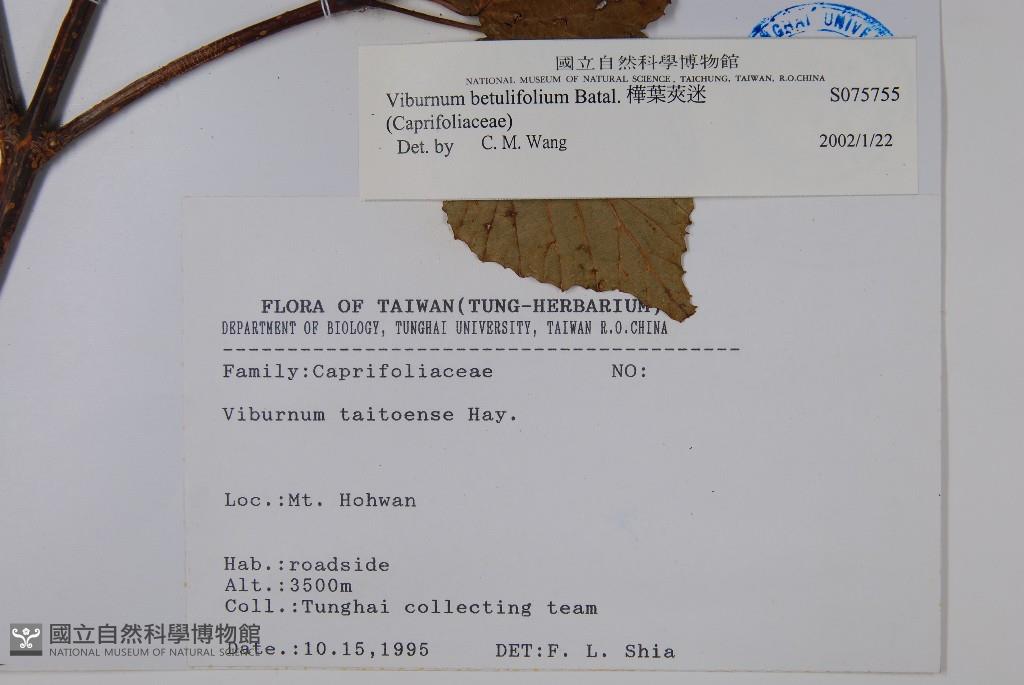 GHAI UNIVE
國立自然科學博物館
NATIONAL MUSEUM OF NATURAL SCIENCE, TAICHUNG, TAIWAN, R.O.CHINA
Viburnum betulifolium Batal. 樺葉莢迷 S075755
(Caprifoliaceae)
Det. by C. M. Wang 2002/1/22
FLORA OF TAIWAN(TUNG-HERBARIUM)
DEPARTMENT OF BIOLOGY, TUNGHAI UNIVERSITY, TAIWAN R.O.CHINA
Family:Caprifoliaceae NO:
Viburnum taitoense Hay.
Loc.:Mt. Hohwan
Hab.:roadside
Alt.:3500m
Coll.:Tunghai collecting team
Date.:10.15,1995 DET:F. L. Shia
國立自然科學博物館
NATIONAL MUSEUM OF NATURAL SCIENCE